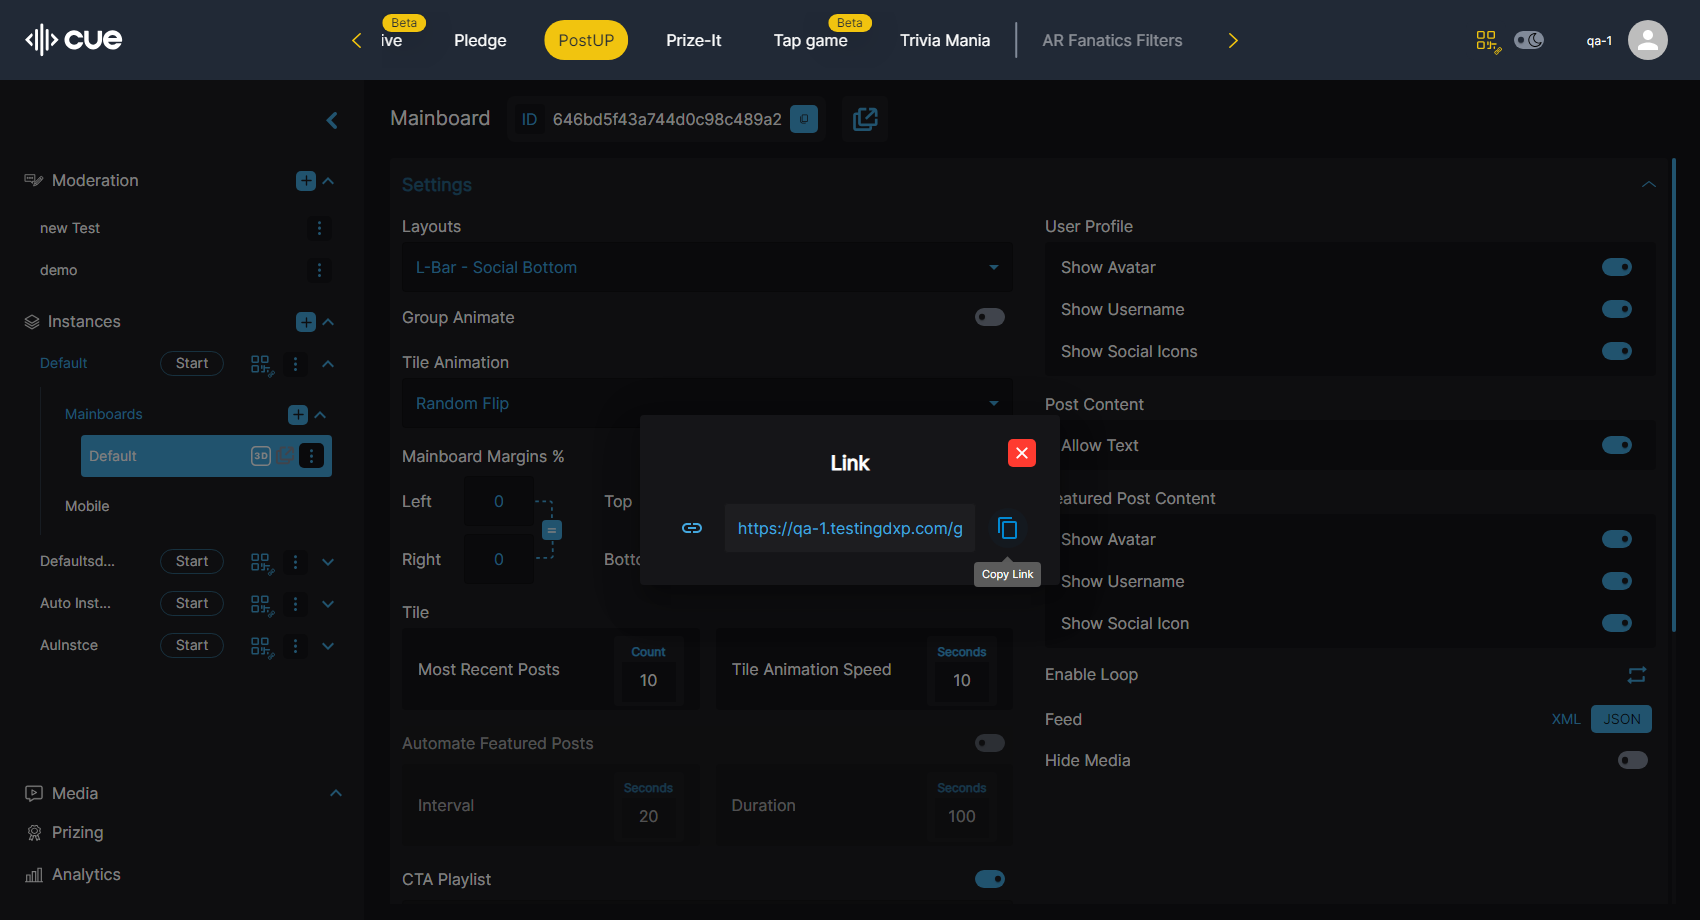 cue
ive
Beta
Pledge
PostUP
Prize-It
Tap game
Beta
Trivia Mania
AR Fanatics Filters
qa-1
Mainboard
ID
646bd5f43a744d0c98c489a2
Moderation
new Test
demo
Instances
Default
Start
Mainboards
Default
3D
Mobile
Defaultsd...
Start
Auto Inst...
Start
AuInstce
Start
Media
Prizing
Analytics
Settings
Layouts
L-Bar - Social Bottom
Group Animate
Tile Animation
Random Flip
Mainboard Margins %
Left
0
Top
Right
0
Botto
=
Tile
Most Recent Posts
Count
10
Tile Animation Speed
Seconds
10
Automate Featured Posts
Interval
Seconds
20
Duration
Seconds
100
CTA Playlist
User Profile
Show Avatar
Show Username
Show Social Icons
Post Content
Allow Text
eatured Post Content
Show Avatar
Show Username
Show Social Icon
Enable Loop
Feed
XML
JSON
Hide Media
Link
https://qa-1.testingdxp.com/g
Copy Link